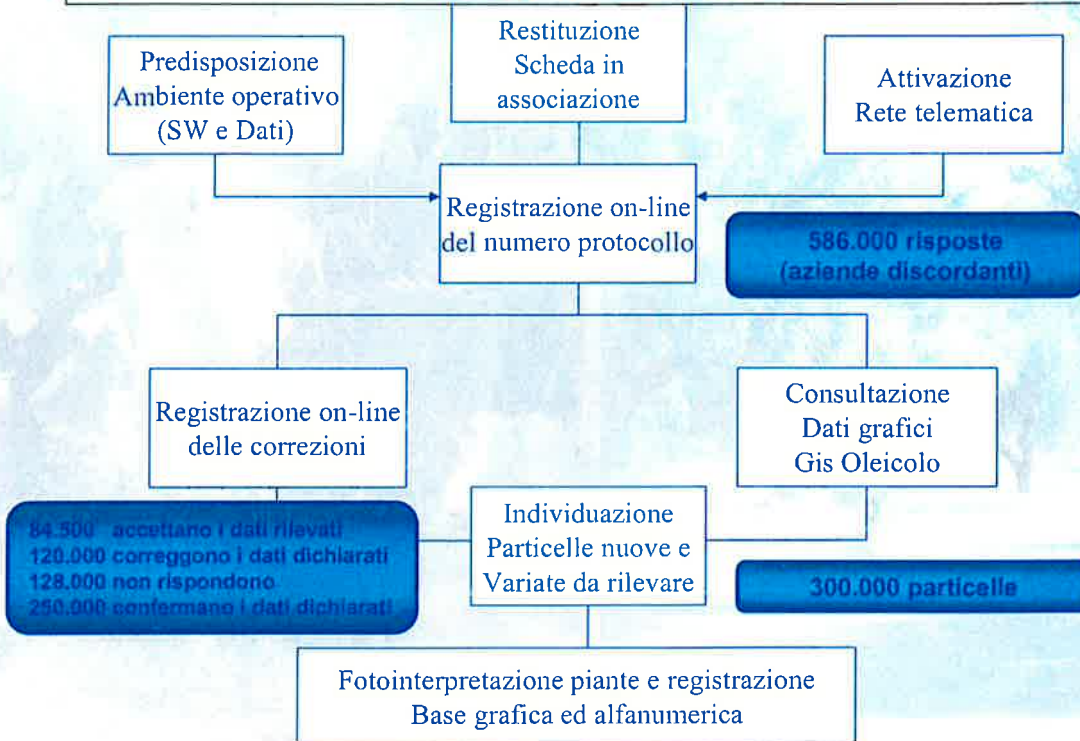 Restituzione
Scheda in
associazione
Predisposizione
Ambiente operativo
(SW e Dati)
Attivazione
Rete telematica
Registrazione on-line
del numero protocollo
586.000 risposte
(aziende discordanti)
Registrazione on-line
delle correzioni
Consultazione
Dati grafici
Gis Oleicolo
84.500 accettano i dati rilevati
120.000 correggono i dati dichiarati
128.000 non rispondono
250.000 confermano i dati dichiarati
Individuazione
Particelle nuove e
Variate da rilevare
300.000 particelle
Fotointerpretazione piante e registrazione
Base grafica ed alfanumerica